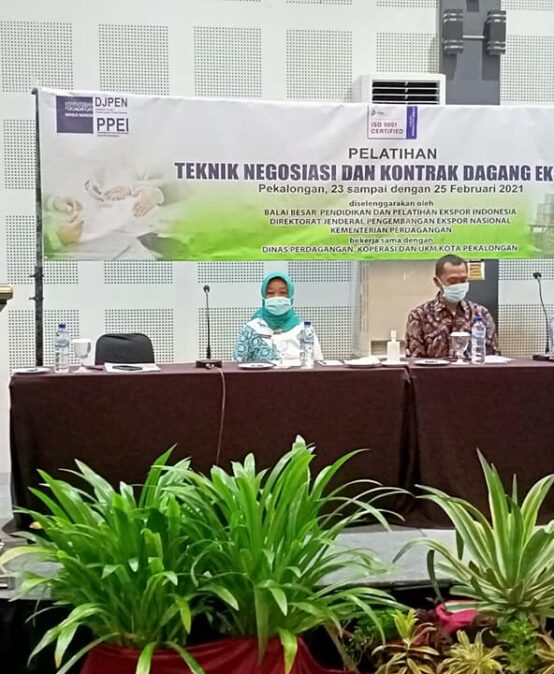 DJPEN
PPEI
ISO 9001
CERTIFIED
PELATIHAN
TEKNIK NEGOSIASI DAN KONTRAK DAGANG EK
Pekalongan, 23 sampai dengan 25 Februari 2021
diselenggarakan oleh
BALAI BESAR PENDIDIKAN DAN PELATIHAN EKSPOR INDONESIA
DIREKTORAT JENDERAL PENGEMBANGAN EKSPOR NASIONAL
KEMENTERIAN PERDAGANGAN
bekerja sama dengan
DINAS PERDAGANGAN, KOPERASI DAN UKM KOTA PEKALONGAN